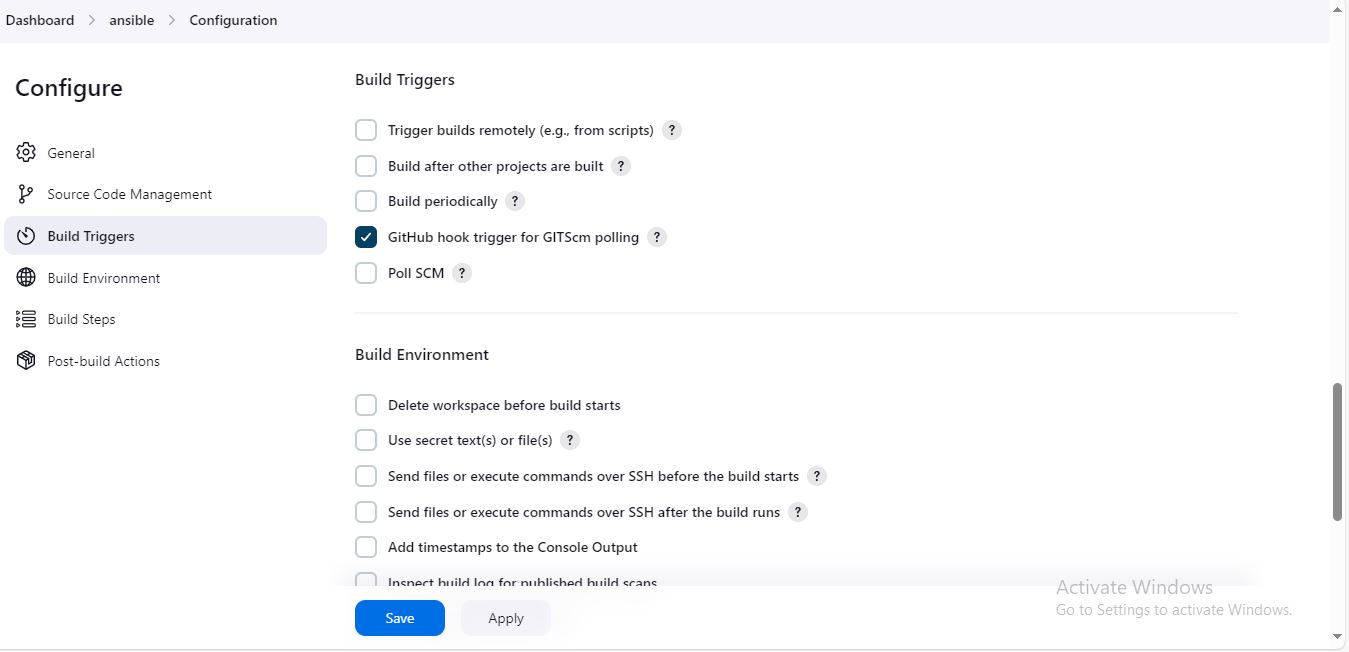 Dashboard > ansible > Configuration
Configure
General
Source Code Management
Build Triggers
Build Environment
Build Steps
Post-build Actions
Build Triggers
Trigger builds remotely (e.g., from scripts) ?
Build after other projects are built ?
Build periodically ?
GitHub hook trigger for GITScm polling ?
Poll SCM ?
Build Environment
Delete workspace before build starts
Use secret text(s) or file(s) ?
Send files or execute commands over SSH before the build starts ?
Send files or execute commands over SSH after the build runs ?
Add timestamps to the Console Output
Inspect build log for published build scans
Save
Apply
Activate Windows
Go to Settings to activate Windows.